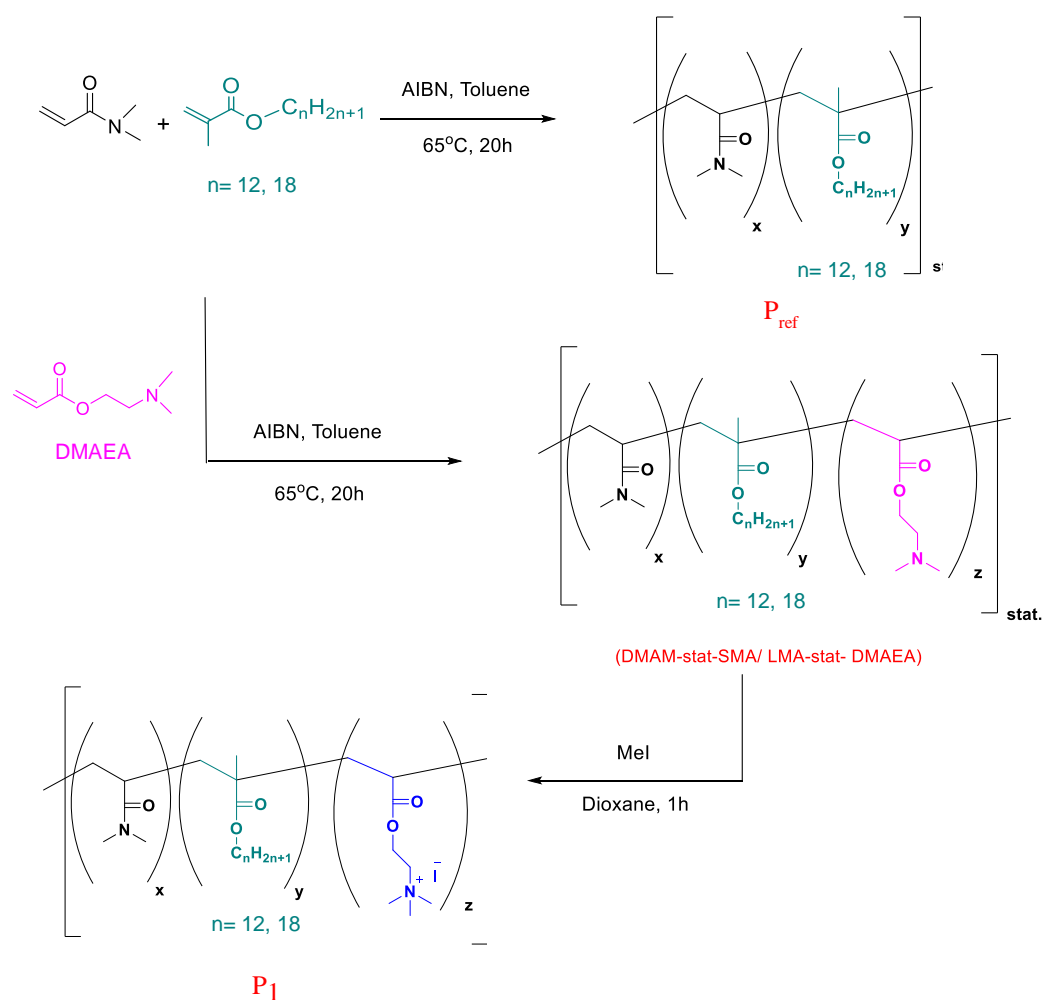 O
N
+
O
O
CnH2n+1
n= 12, 18
AIBN, Toluene
65oC, 20h
O
N
x
O
O
CnH2n+1
y
n= 12, 18
Pref
O
O
N
DMAEA
AIBN, Toluene
65oC, 20h
O
N
x
O
O
CnH2n+1
y
O
O
N
z
n= 12, 18
stat.
(DMAM-stat-SMA/ LMA-stat- DMAEA)
MeI
Dioxane, 1h
O
N
x
O
O
CnH2n+1
y
O
O
N
+
I
−
z
n= 12, 18
P1